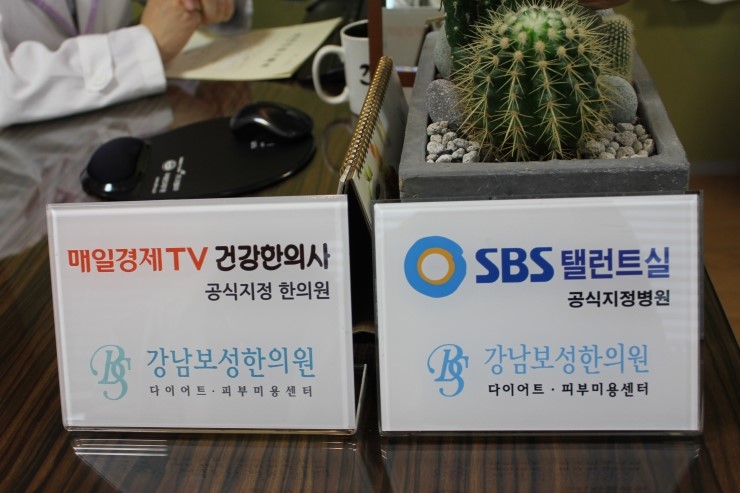 매일경제TV 건강한의사
공식지정 한의원
BS 강남보성한의원
다이어트 · 피부미용센터
SBS 탤런트실
공식지정병원
BS 강남보성한의원
다이어트 · 피부미용센터